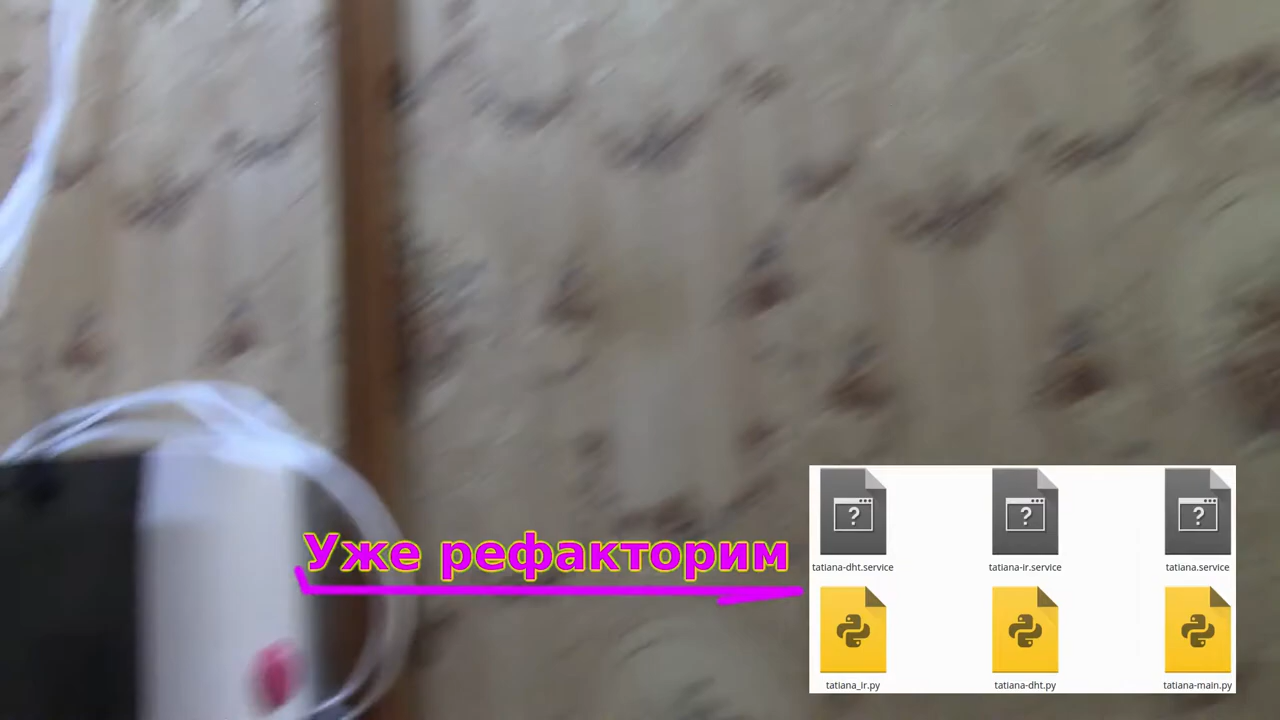 Уже рефакторим
tatiana-dht.service
tatiana-ir.service
tatiana.service
tatiana_ir.py
tatiana-dht.py
tatiana-main.py